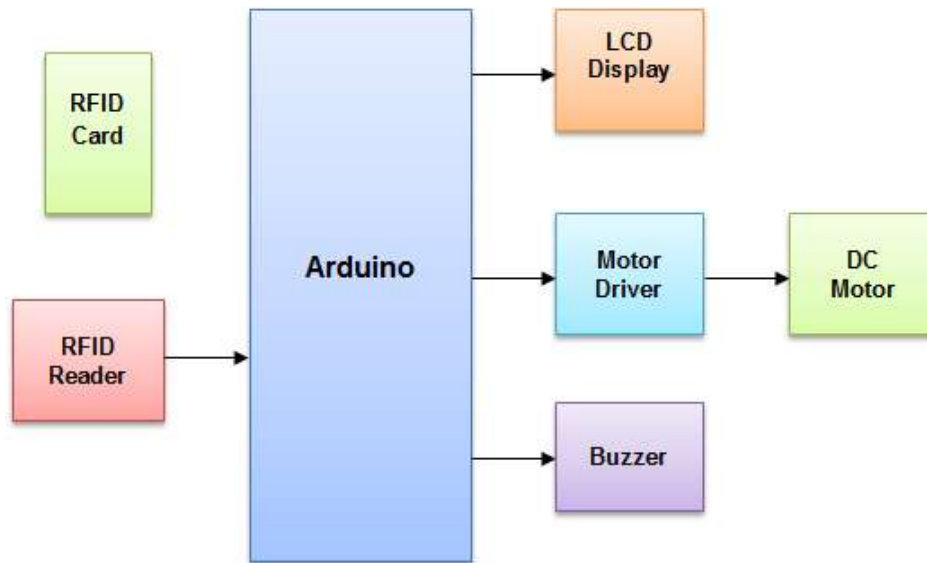 RFID
Card
RFID
Reader
Arduino
LCD
Display
Motor
Driver
DC
Motor
Buzzer